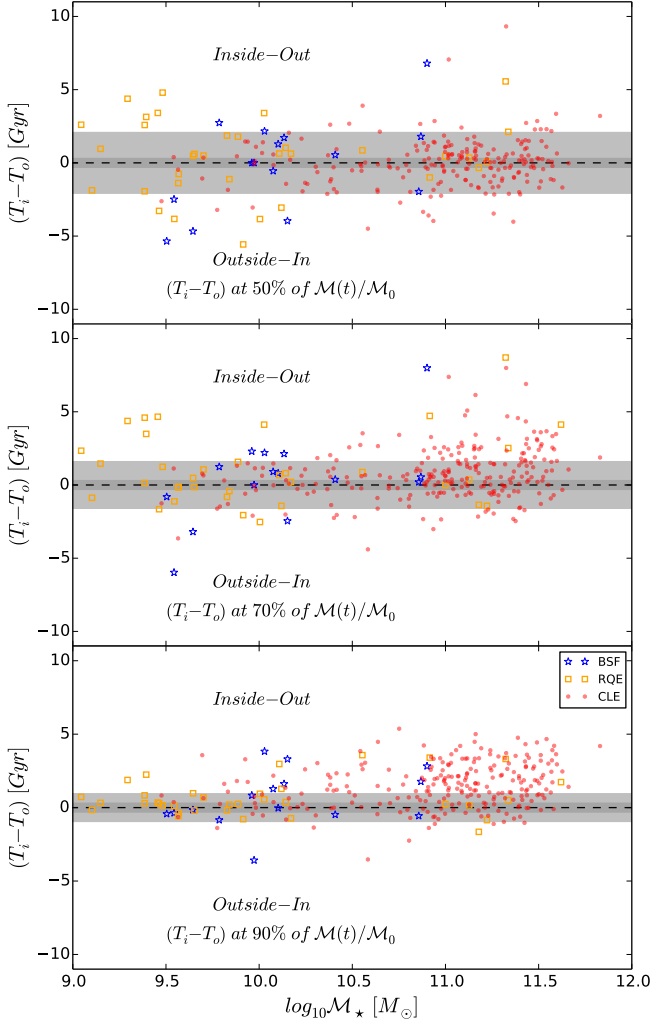 10
5
0
−5
−10
(T_i−T_o) [Gyr]
Inside−Out
Outside−In
(T_i−T_o) at 50% of M(t)/M_0
10
5
0
−5
−10
(T_i−T_o) [Gyr]
Inside−Out
Outside−In
(T_i−T_o) at 70% of M(t)/M_0
10
5
0
−5
−10
(T_i−T_o) [Gyr]
Inside−Out
BSF
RQE
CLE
Outside−In
(T_i−T_o) at 90% of M(t)/M_0
9.0 9.5 10.0 10.5 11.0 11.5 12.0
log_10 M_⋆ [M_⊙]